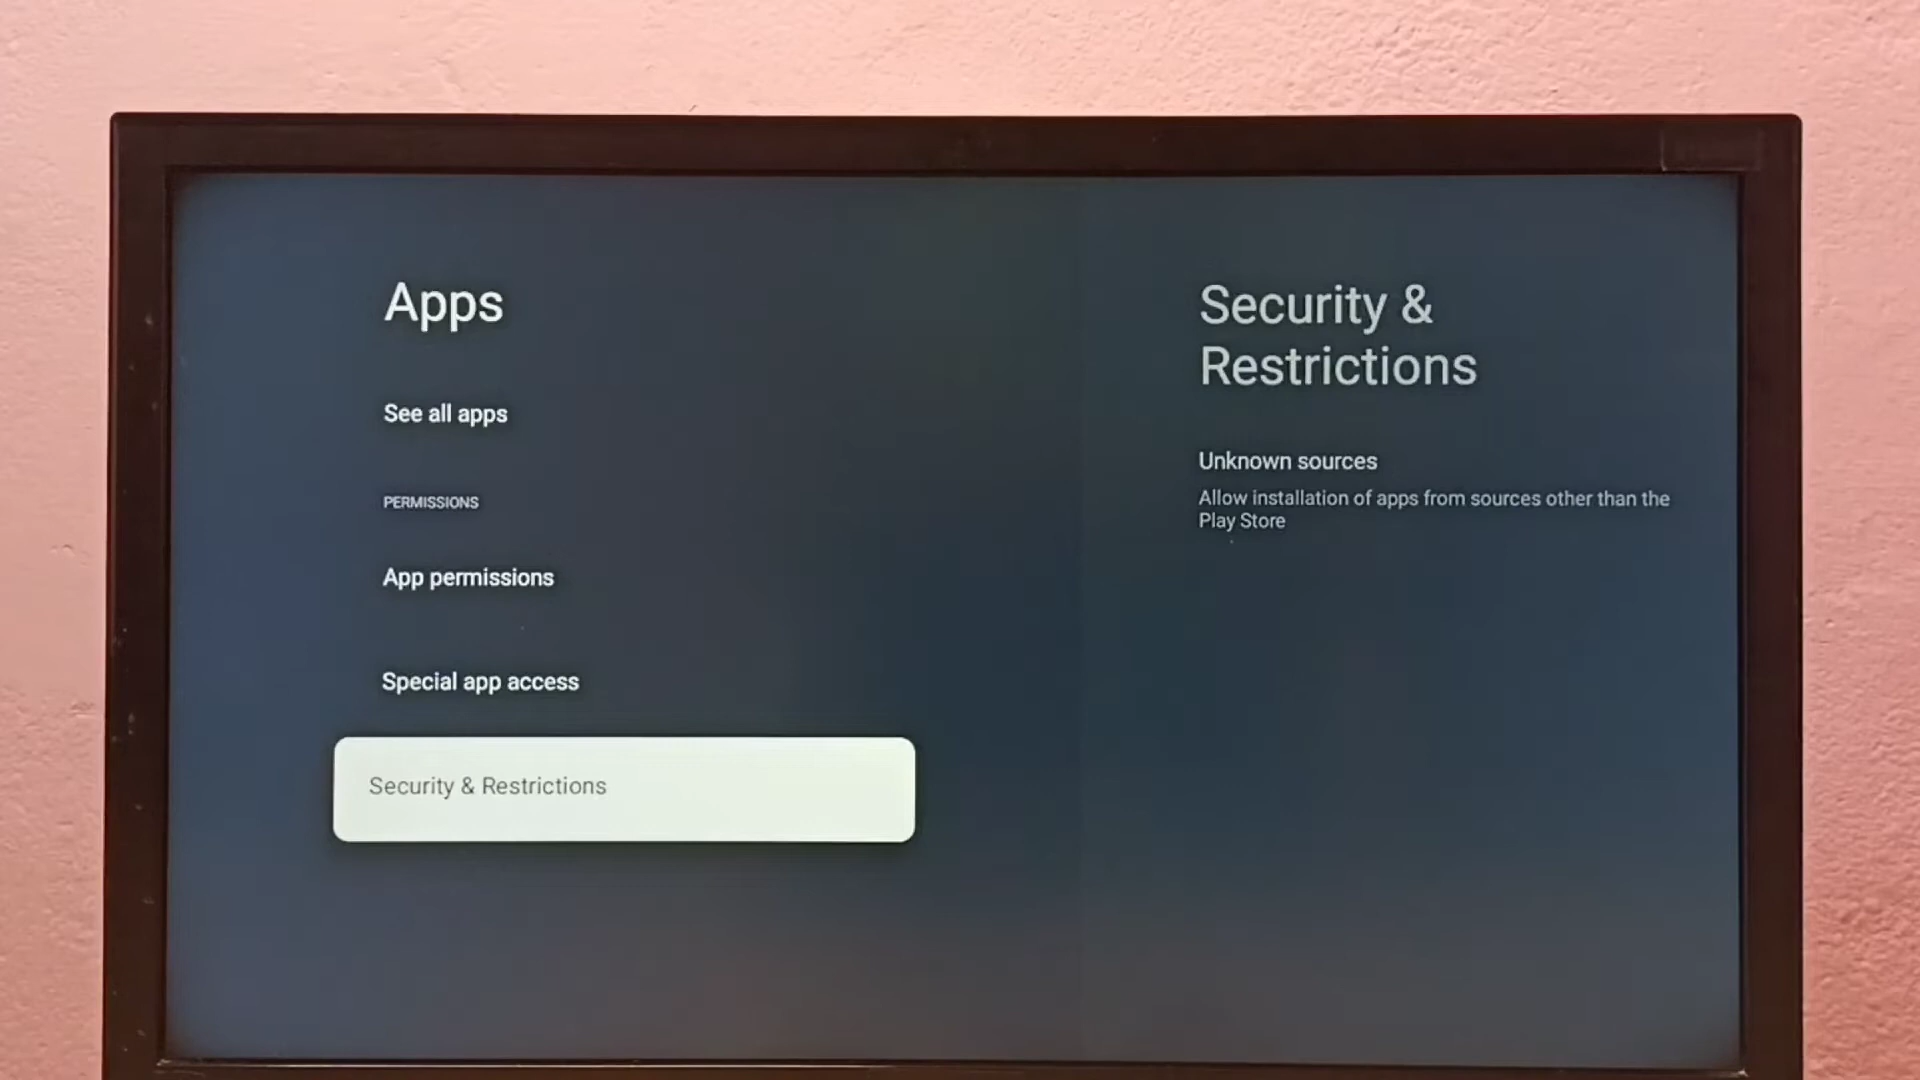 Apps
See all apps
PERMISSIONS
App permissions
Special app access
Security & Restrictions
Security &
Restrictions
Unknown sources
Allow installation of apps from sources other than the
Play Store